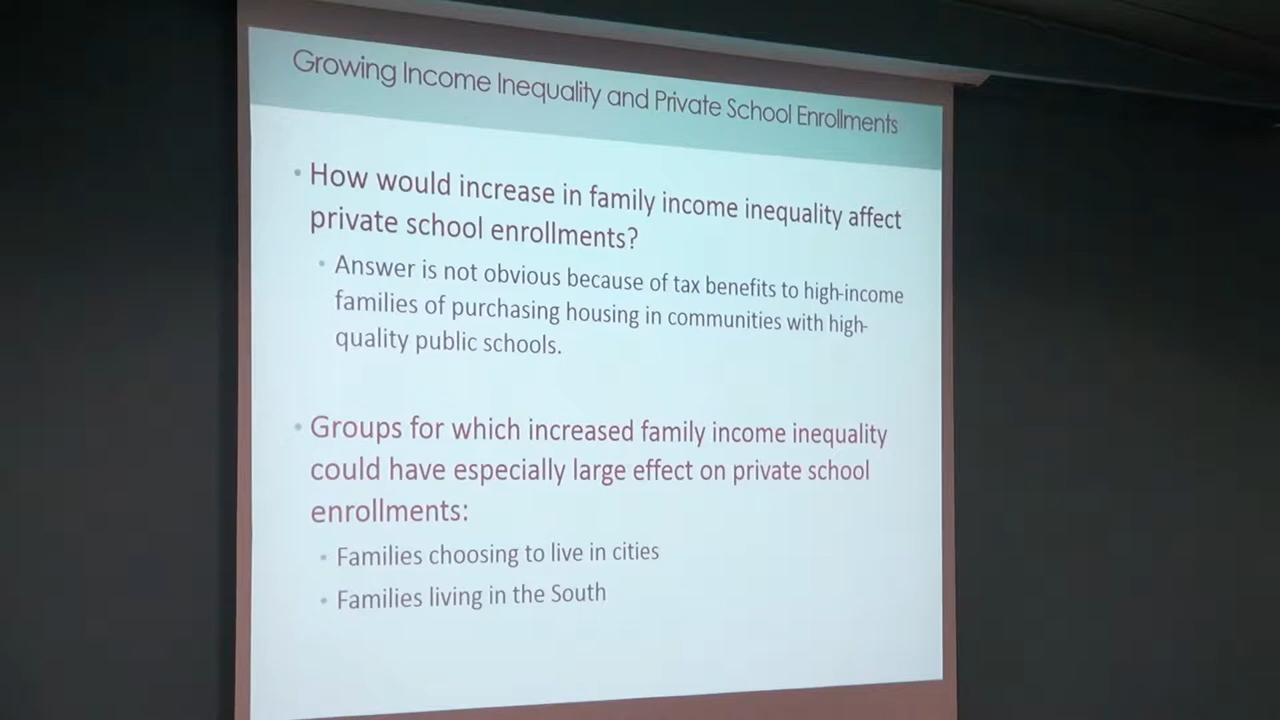 Growing Income Inequality and Private School Enrollments
• How would increase in family income inequality affect
private school enrollments?
• Answer is not obvious because of tax benefits to high-income
families of purchasing housing in communities with high-
quality public schools.
• Groups for which increased family income inequality
could have especially large effect on private school
enrollments:
• Families choosing to live in cities
• Families living in the South